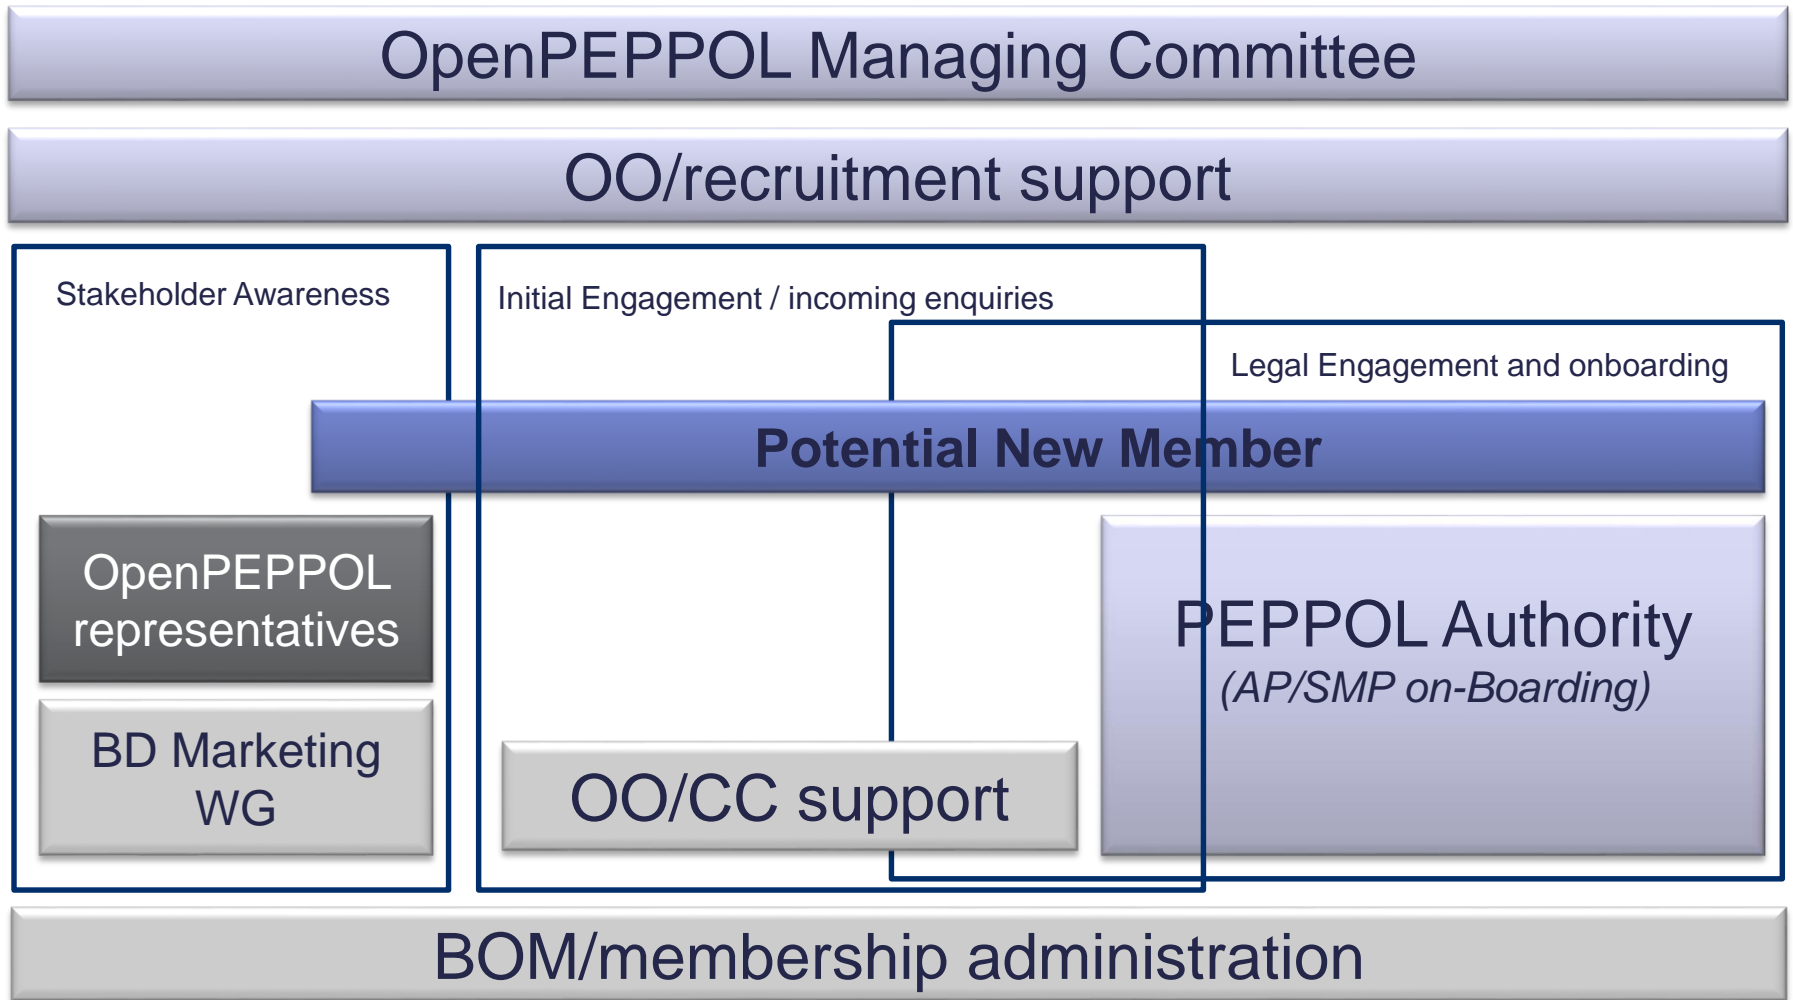 OpenPEPPOL Managing Committee
OO/recruitment support
Stakeholder Awareness
Initial Engagement / incoming enquiries
Legal Engagement and onboarding
Potential New Member
OpenPEPPOL
representatives
BD Marketing
WG
OO/CC support
PEPPOL Authority
(AP/SMP on-Boarding)
BOM/membership administration